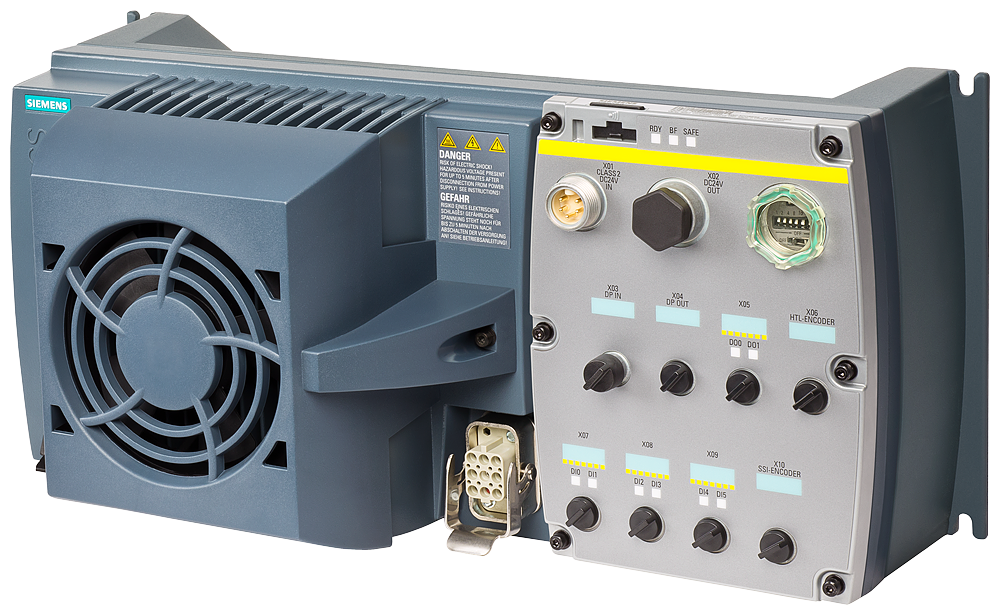 SIEMENS
DANGER
RISK OF ELECTRIC SHOCK!
HAZARDOUS VOLTAGE PRESENT
FOR UP TO 5 MINUTES AFTER
DISCONNECTION FROM POWER
SUPPLY! SEE INSTRUCTIONS!
GEFAHR
RISIKO EINES ELEKTRISCHEN
SCHLAGES! GEFÄHRLICHE
SPANNUNG STEHT NOCH FÜR
BIS ZU 5 MINUTEN NACH
ABSCHALTEN DER VERSORGUNG
AN! SIEHE BETRIEBSANLEITUNG!
RDY BF SAFE
X01
CLASS 2
DC24V
IN
X02
DC24V
OUT
OFF
X03
DP IN
X04
DP OUT
X05
DO0 DO1
X06
HTL-ENCODER
X07
DI0 DI1
X08
DI2 DI3
X09
DI4 DI5
X10
SSI-ENCODER